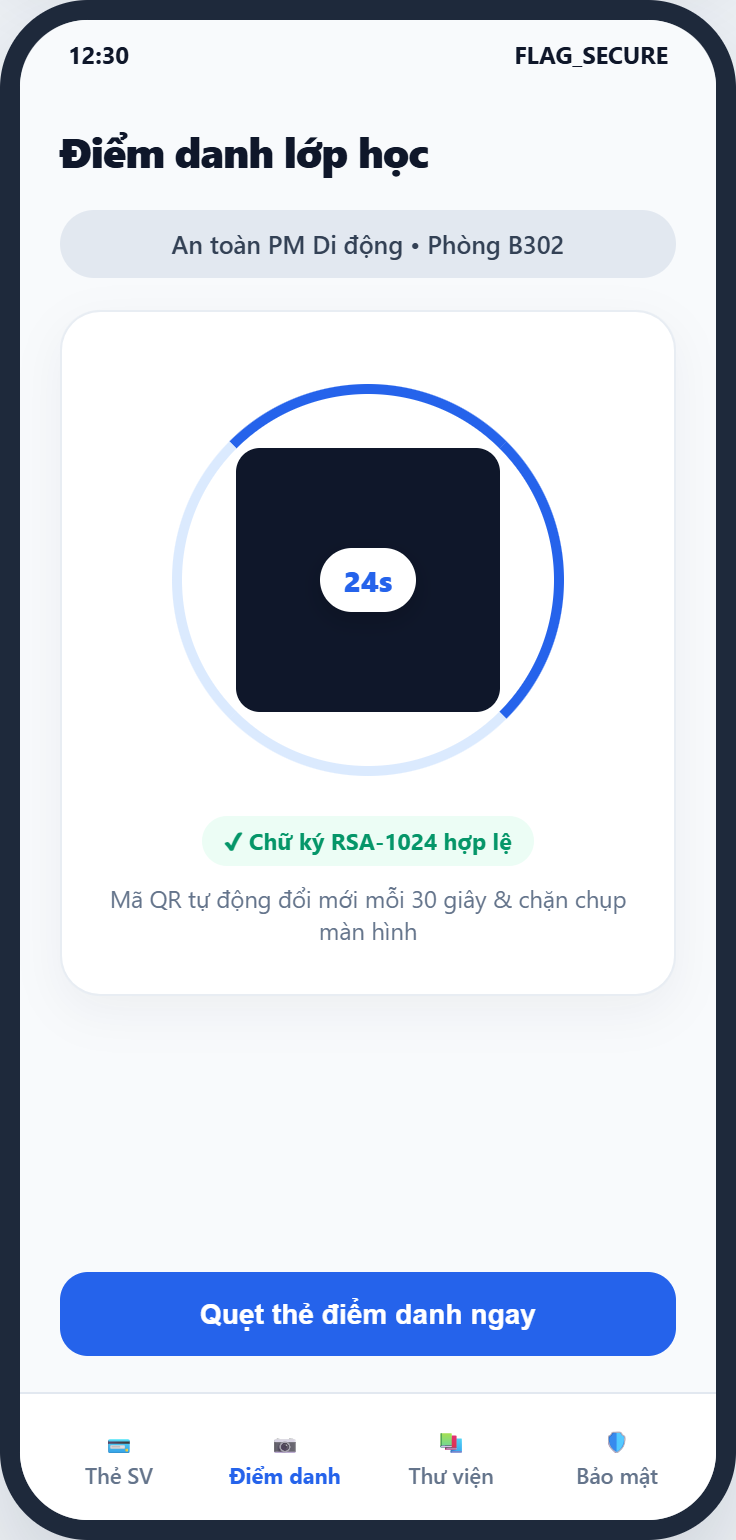 12:30 FLAG_SECURE
Điểm danh lớp học
An toàn PM Di động • Phòng B302
24s
✓ Chữ ký RSA-1024 hợp lệ
Mã QR tự động đổi mới mỗi 30 giây & chặn chụp
màn hình
Quẹt thẻ điểm danh ngay
Thẻ SV Điểm danh Thư viện Bảo mật